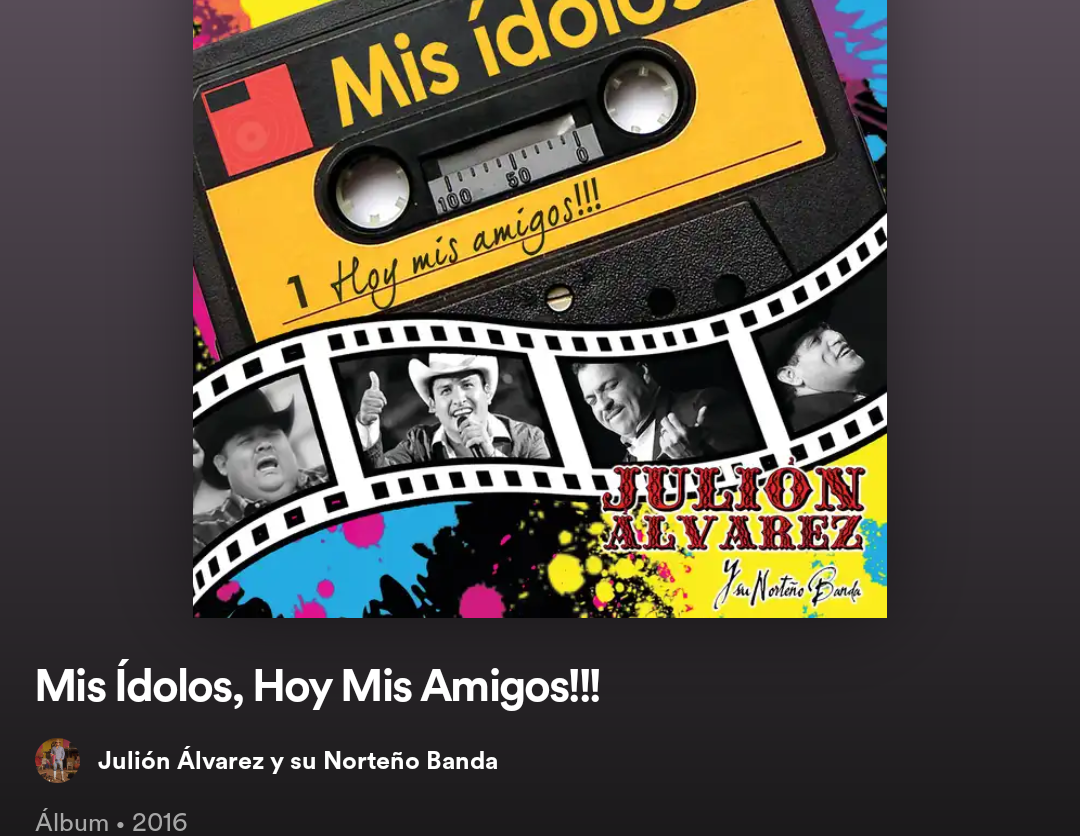 Mis ídolos
100 50 0
1 Hoy mis amigos!!!
JULIÓN
ALVAREZ
y su Norteño Banda
Mis Ídolos, Hoy Mis Amigos!!!
Julión Álvarez y su Norteño Banda
Álbum • 2016